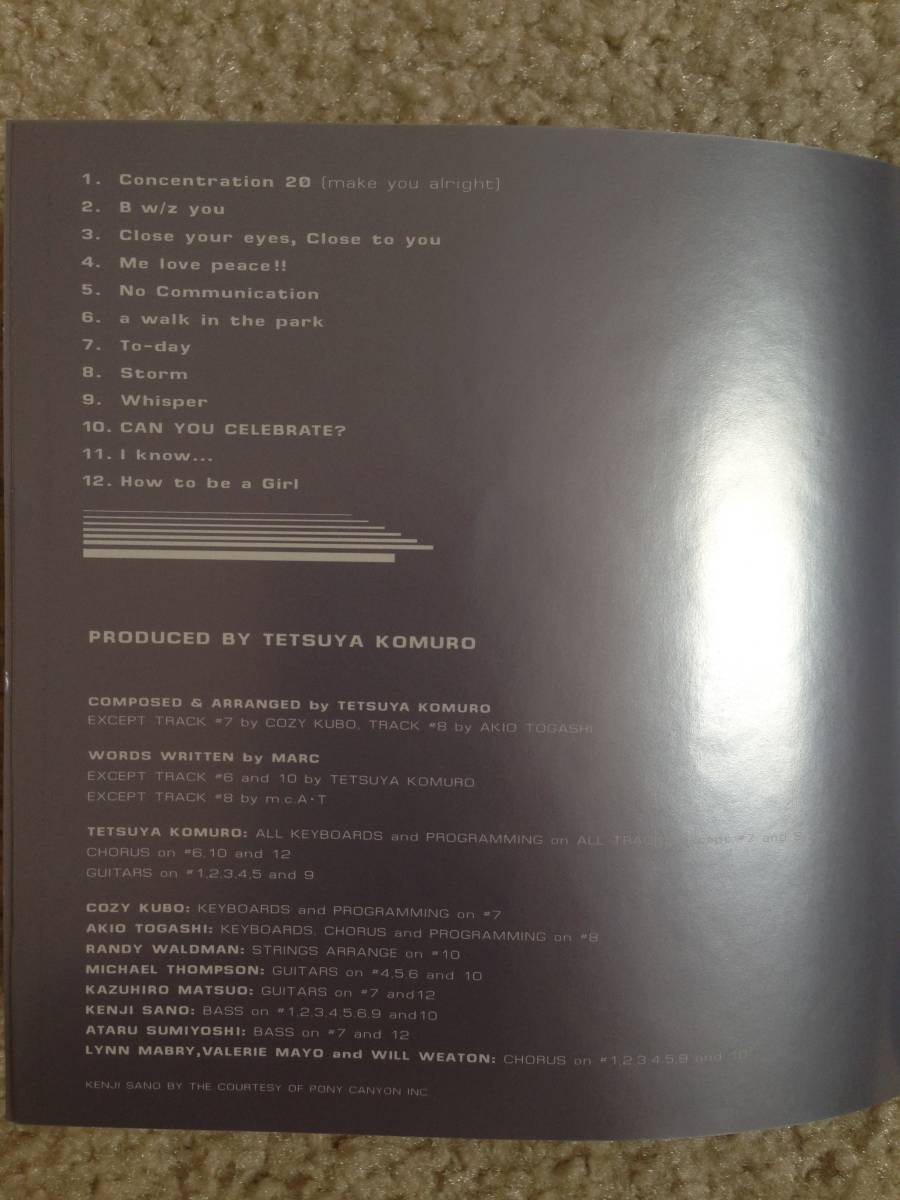 1. Concentration 20 [make you alright]
2. B w/z you
3. Close your eyes, Close to you
4. Me love peace!!
5. No Communication
6. a walk in the park
7. To-day
8. Storm
9. Whisper
10. CAN YOU CELEBRATE?
11. I know...
12. How to be a Girl
PRODUCED BY TETSUYA KOMURO
COMPOSED & ARRANGED by TETSUYA KOMURO
EXCEPT TRACK #7 by COZY KUBO, TRACK #8 by AKIO TOGASHI
WORDS WRITTEN by MARC
EXCEPT TRACK #6 and 10 by TETSUYA KOMURO
EXCEPT TRACK #8 by m.c.A・T
TETSUYA KOMURO: ALL KEYBOARDS and PROGRAMMING on ALL TRACKS except #7 and
CHORUS on #6,10 and 12
GUITARS on #1,2,3,4,5 and 9
COZY KUBO: KEYBOARDS and PROGRAMMING on #7
AKIO TOGASHI: KEYBOARDS, CHORUS and PROGRAMMING on #8
RANDY WALDMAN: STRINGS ARRANGE on #10
MICHAEL THOMPSON: GUITARS on #4,5,6 and 10
KAZUHIRO MATSUO: GUITARS on #7 and12
KENJI SANO: BASS on #1,2,3,4,5,6,9 and10
ATARU SUMIYOSHI: BASS on #7 and 12
LYNN MABRY,VALERIE MAYO and WILL WEATON: CHORUS on #1,2,3,4,5,9 and 10
KENJI SANO BY THE COURTESY OF PONY CANYON INC.